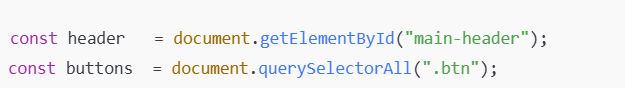 const header   = document.getElementById("main-header");
const buttons  = document.querySelectorAll(".btn");